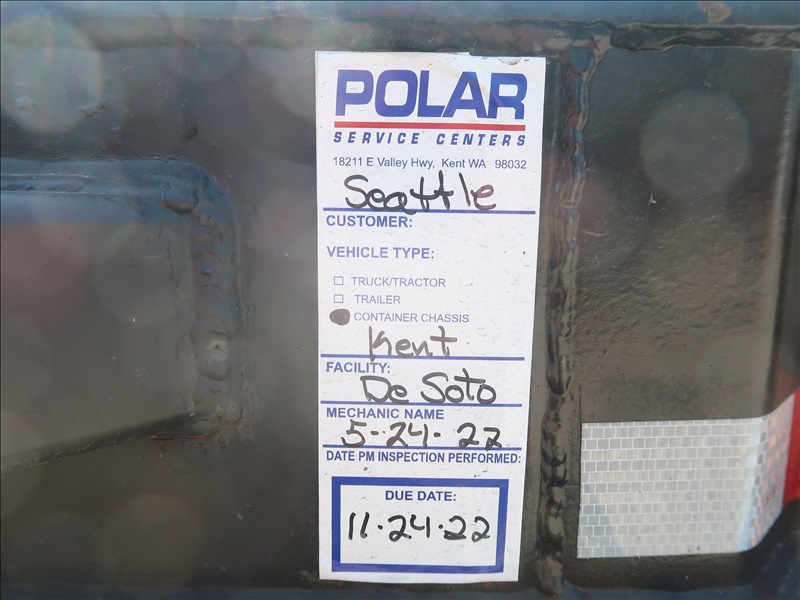 POLAR
SERVICE CENTERS
18211 E Valley Hwy, Kent WA 98032
Seattle
CUSTOMER:
VEHICLE TYPE:
TRUCK/TRACTOR
TRAILER
CONTAINER CHASSIS
Kent
FACILITY:
De Soto
MECHANIC NAME
5-24-22
DATE PM INSPECTION PERFORMED:
DUE DATE:
11·24·22